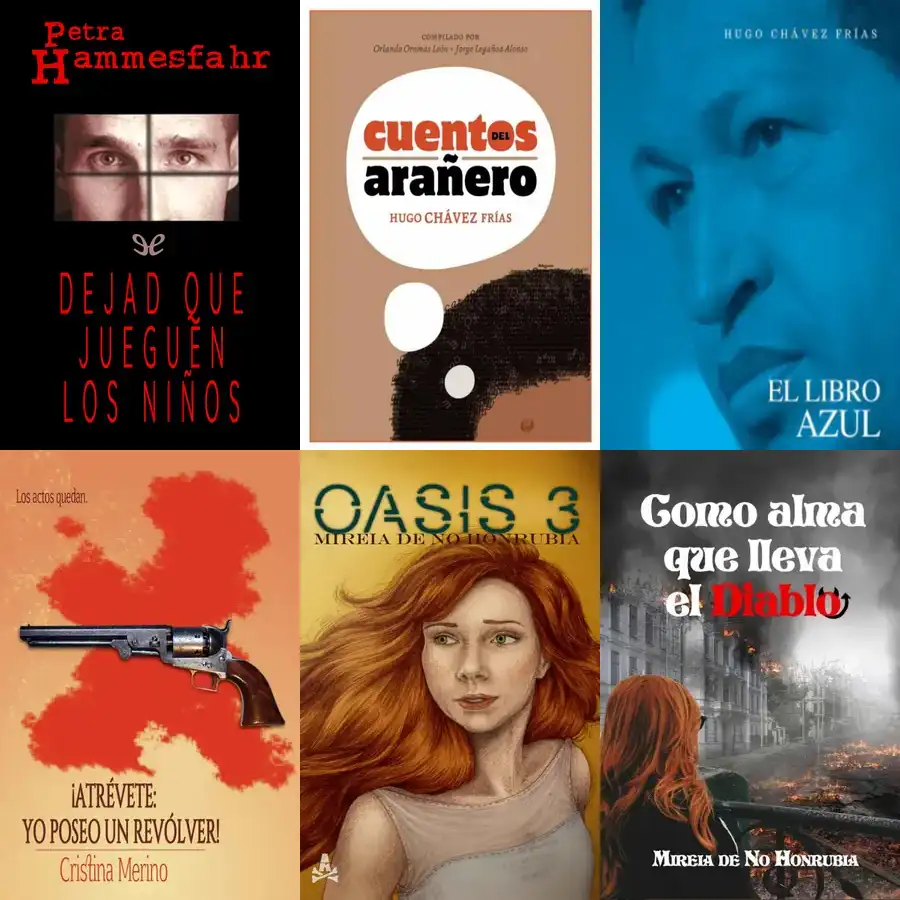 Petra
Hammesfahr
DEJAD QUE
JUEGUEN
LOS NIÑOS
COMPILADO POR
Orlando Oramas León • Jorge Legañoa Alonso
cuentos DEL
arañero
HUGO CHÁVEZ FRÍAS
HUGO CHÁVEZ FRÍAS
EL LIBRO
AZUL
Los actos quedan.
¡ATRÉVETE:
YO POSEO UN REVÓLVER!
Cristina Merino
OASIS 3
MIREIA DE NO HONRUBIA
Como alma
que lleva
el Diablo
MIREIA DE NO HONRUBIA